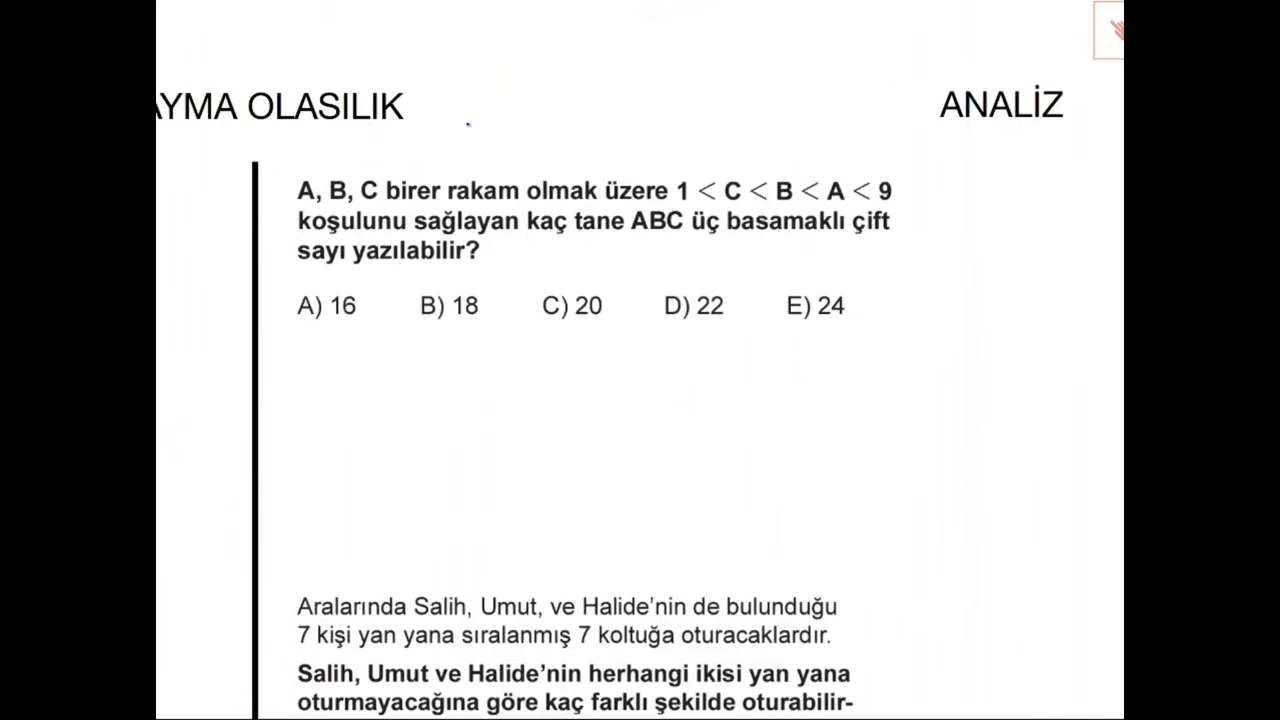 AYMA OLASILIK
ANALİZ
A, B, C birer rakam olmak üzere 1 < C < B < A < 9
koşulunu sağlayan kaç tane ABC üç basamaklı çift
sayı yazılabilir?
A) 16 B) 18 C) 20 D) 22 E) 24
Aralarında Salih, Umut, ve Halide’nin de bulunduğu
7 kişi yan yana sıralanmış 7 koltuğa oturacaklardır.
Salih, Umut ve Halide’nin herhangi ikisi yan yana
oturmayacağına göre kaç farklı şekilde oturabilir-